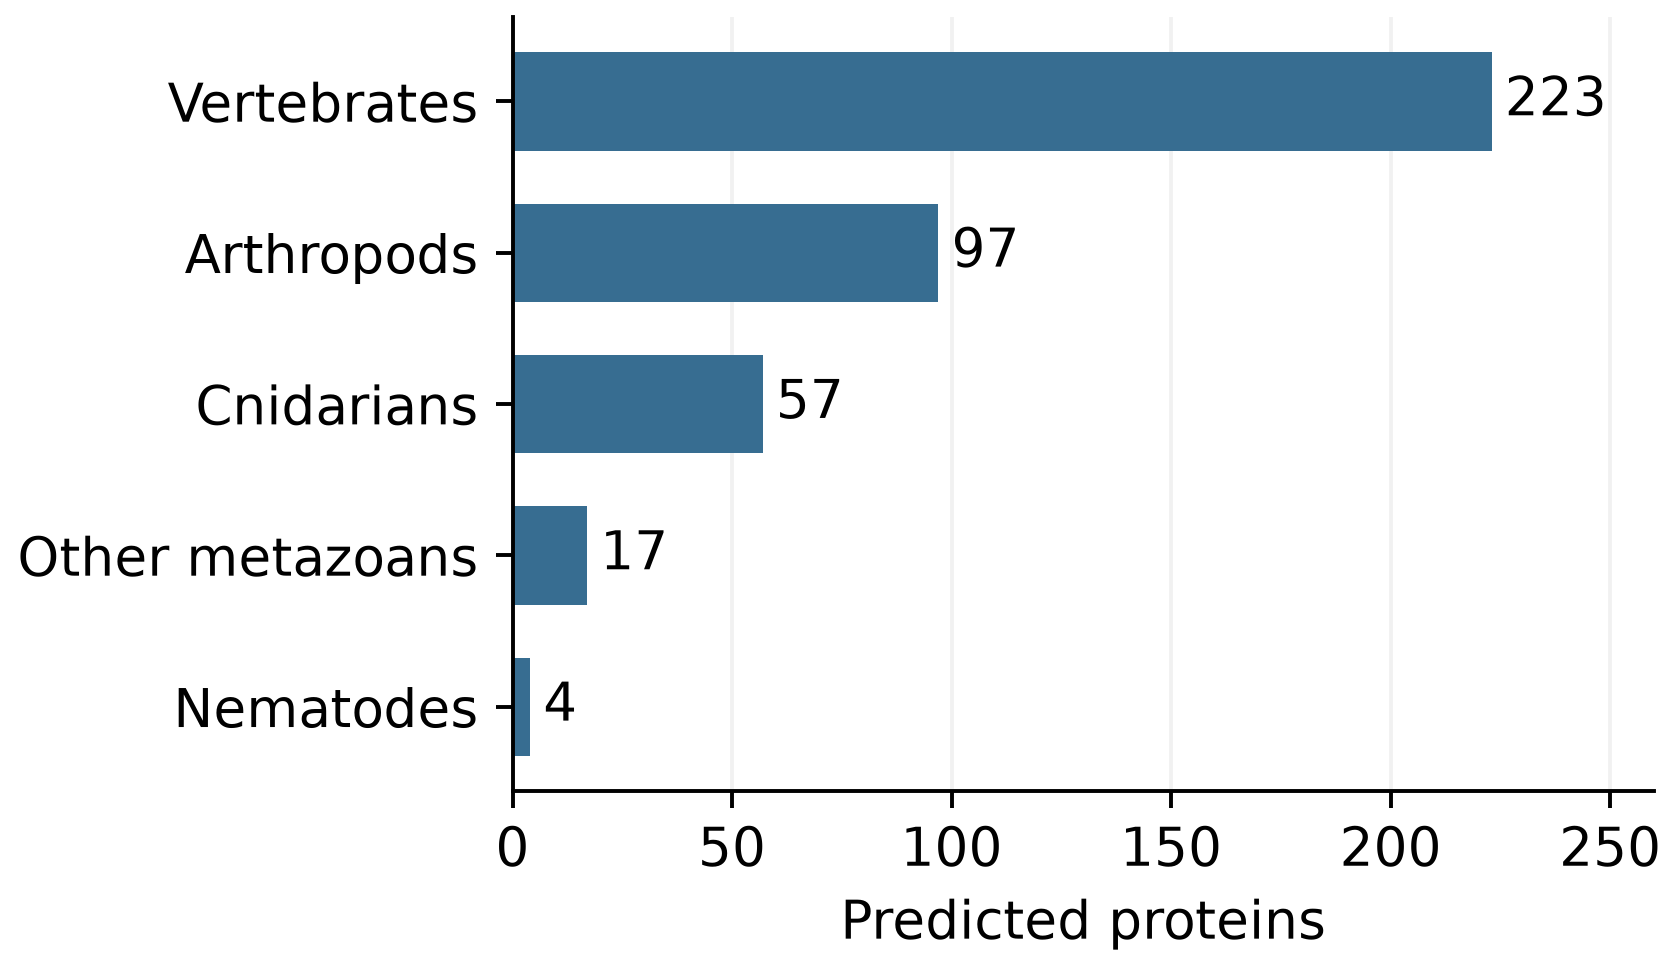 Vertebrates 223
Arthropods 97
Cnidarians 57
Other metazoans 17
Nematodes 4
0 50 100 150 200 250
Predicted proteins